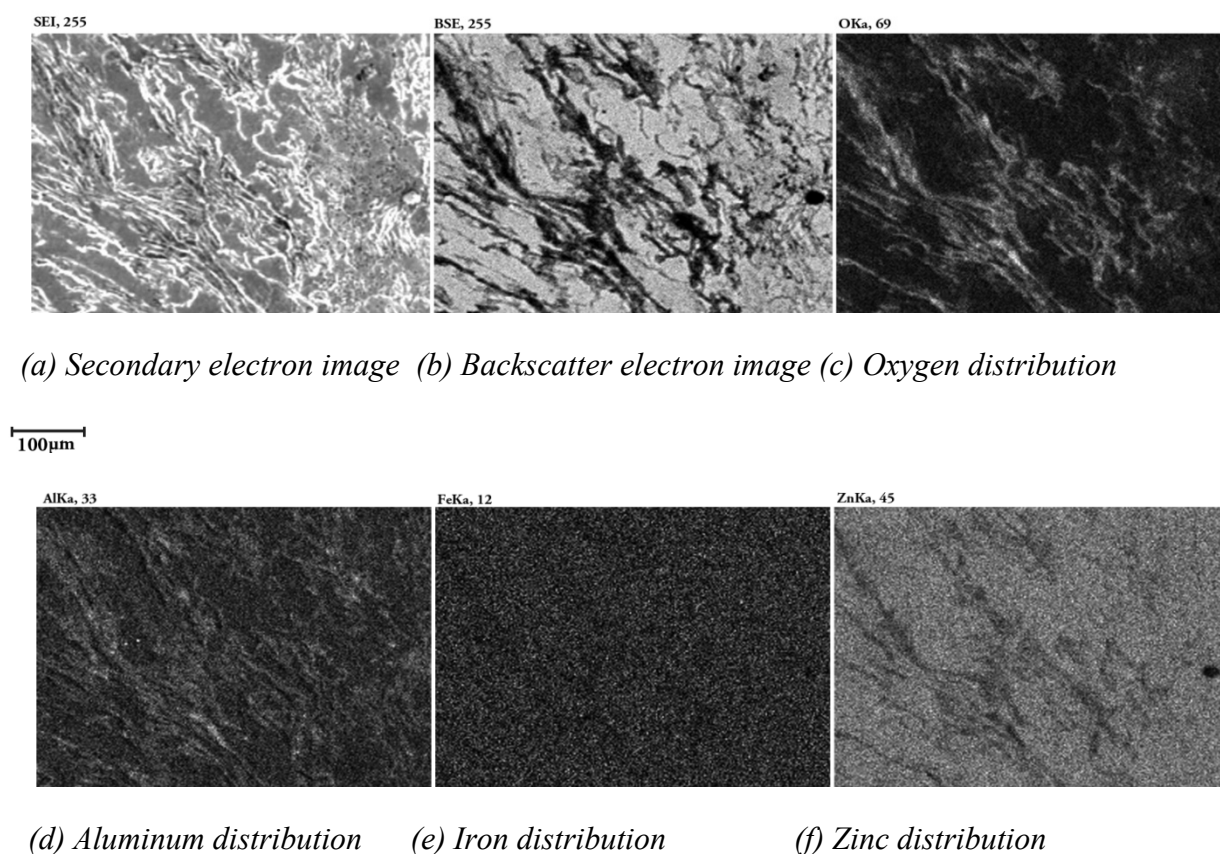 SEI, 255 BSE, 255 OKa, 69
(a) Secondary electron image (b) Backscatter electron image (c) Oxygen distribution
100µm
AlKa, 33 FeKa, 12 ZnKa, 45
(d) Aluminum distribution (e) Iron distribution (f) Zinc distribution